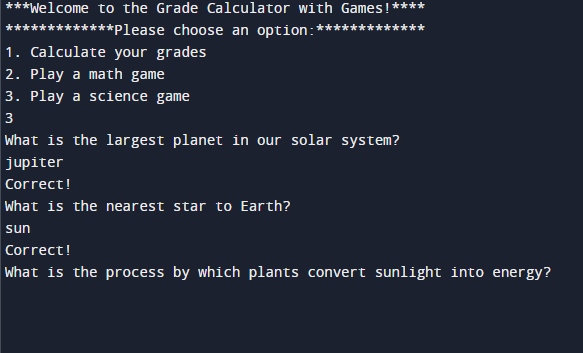 ***Welcome to the Grade Calculator with Games!****
*************Please choose an option:*************
1. Calculate your grades
2. Play a math game
3. Play a science game
3
What is the largest planet in our solar system?
jupiter
Correct!
What is the nearest star to Earth?
sun
Correct!
What is the process by which plants convert sunlight into energy?